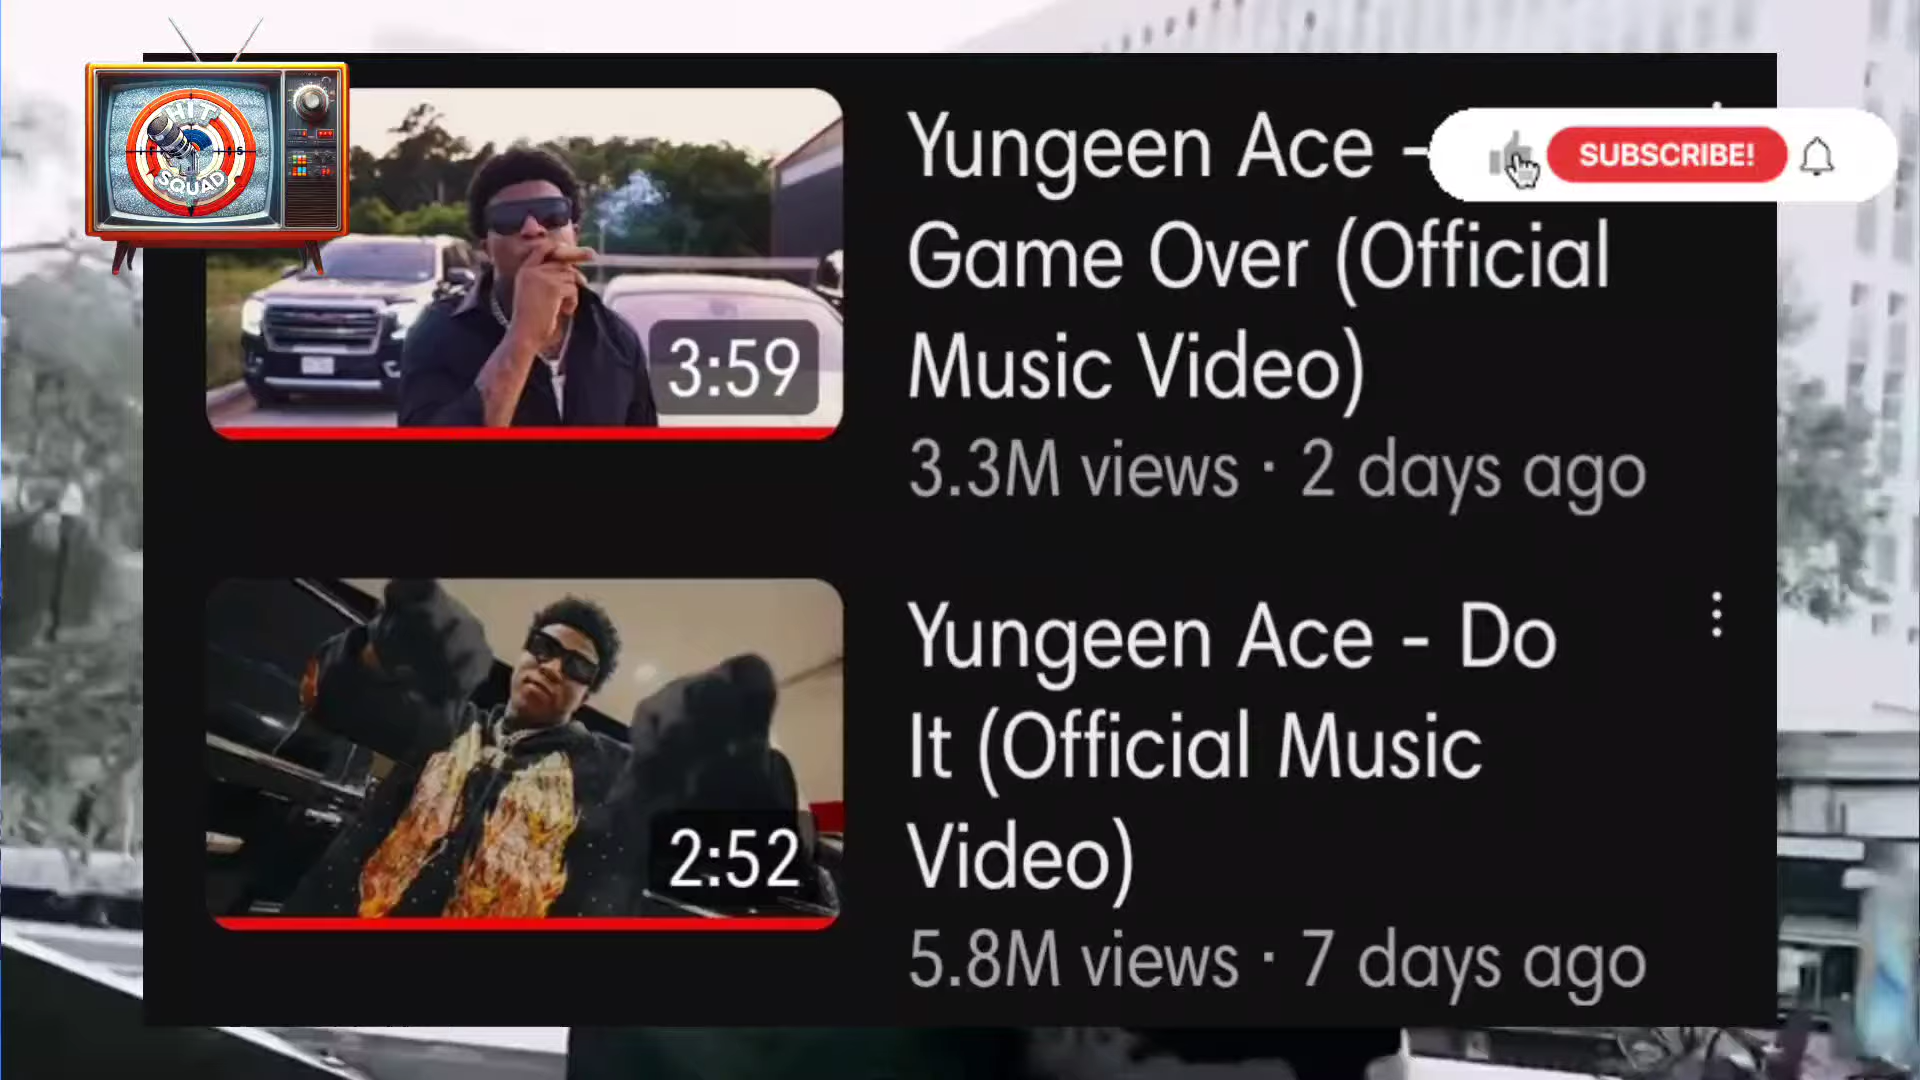 HIT
SQUAD
Yungeen Ace -
Game Over (Official
Music Video)
3.3M views · 2 days ago
3:59
SUBSCRIBE!
Yungeen Ace - Do
It (Official Music
Video)
5.8M views · 7 days ago
2:52